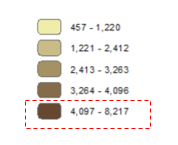 457 - 1,220
1,221 - 2,412
2,413 - 3,263
3,264 - 4,096
4,097 - 8,217